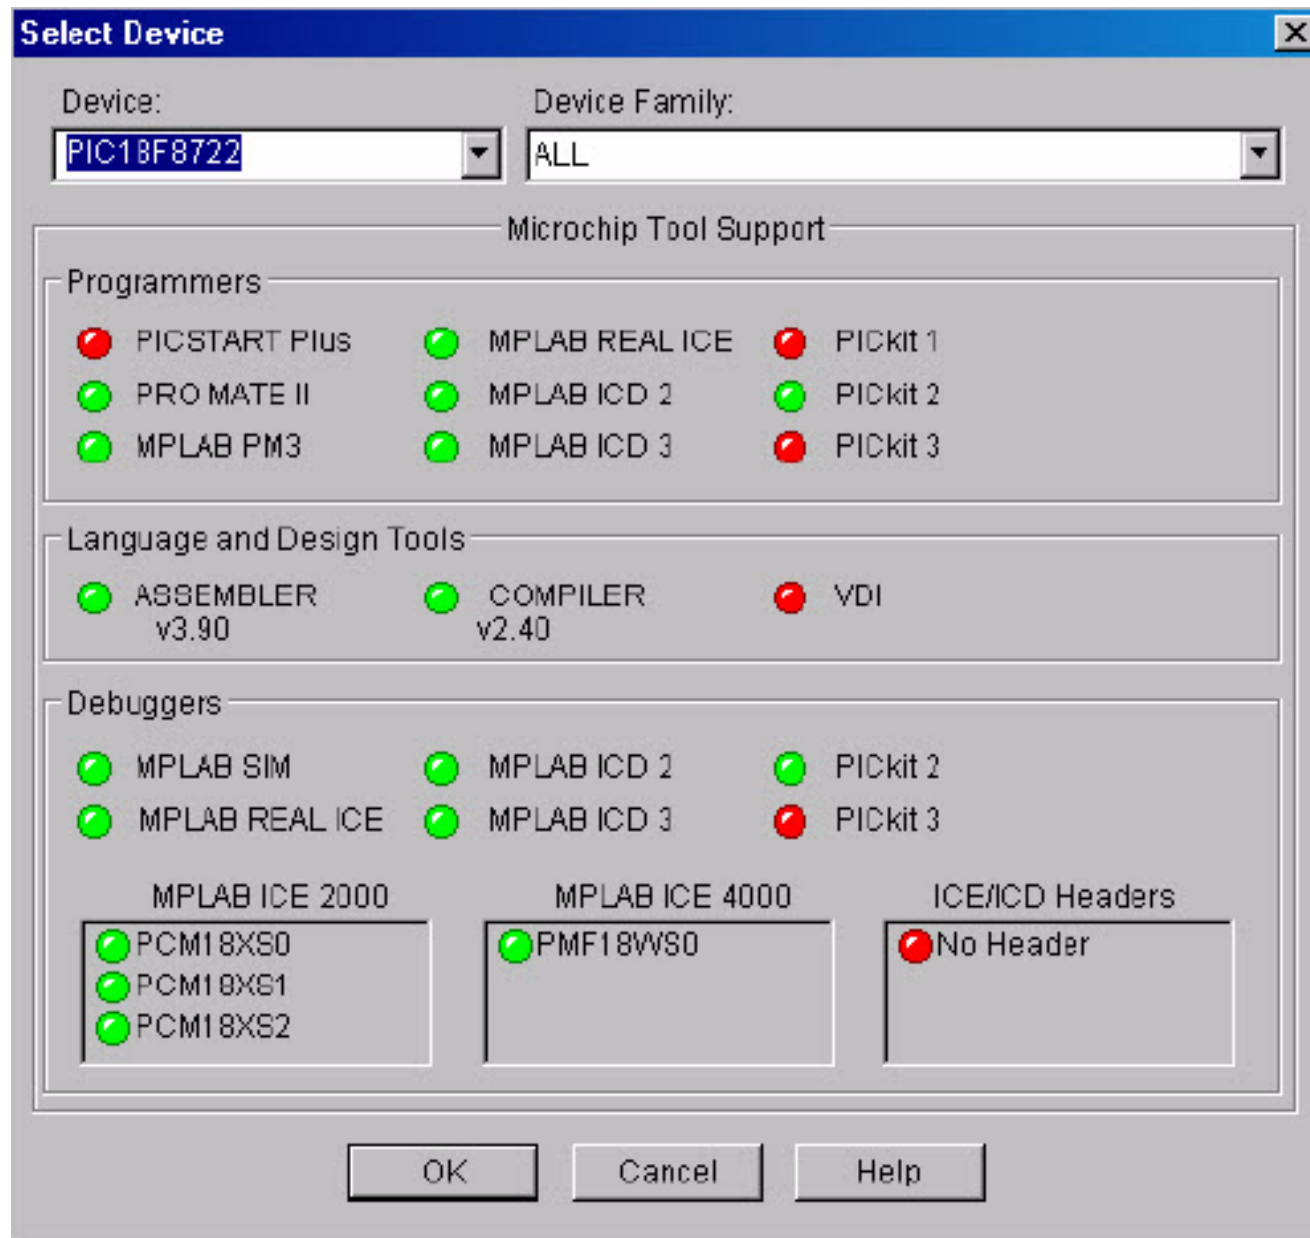 Select Device
Device: Device Family:
PIC18F8722 ALL
Microchip Tool Support
Programmers
PICSTART Plus MPLAB REAL ICE PICkit 1
PRO MATE II MPLAB ICD 2 PICkit 2
MPLAB PM3 MPLAB ICD 3 PICkit 3
Language and Design Tools
ASSEMBLER COMPILER VDI
v3.90 v2.40
Debuggers
MPLAB SIM MPLAB ICD 2 PICkit 2
MPLAB REAL ICE MPLAB ICD 3 PICkit 3
MPLAB ICE 2000 MPLAB ICE 4000 ICE/ICD Headers
PCM18XS0 PMF18WS0 No Header
PCM18XS1
PCM18XS2
OK Cancel Help